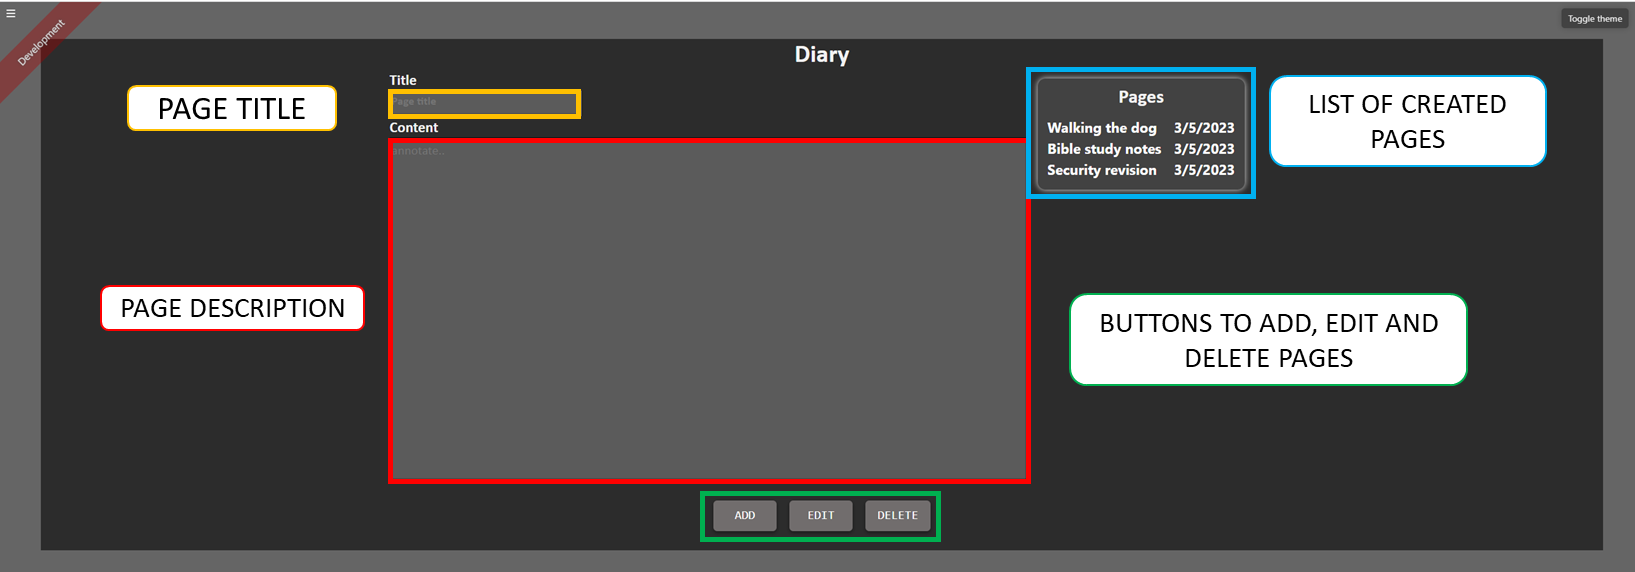 ☰
Toggle theme
Development
Diary
Title
PAGE TITLE
Page title
Content
annotate...
Pages
Walking the dog 3/5/2023
Bible study notes 3/5/2023
Security revision 3/5/2023
LIST OF CREATED
PAGES
PAGE DESCRIPTION
BUTTONS TO ADD, EDIT AND
DELETE PAGES
ADD EDIT DELETE